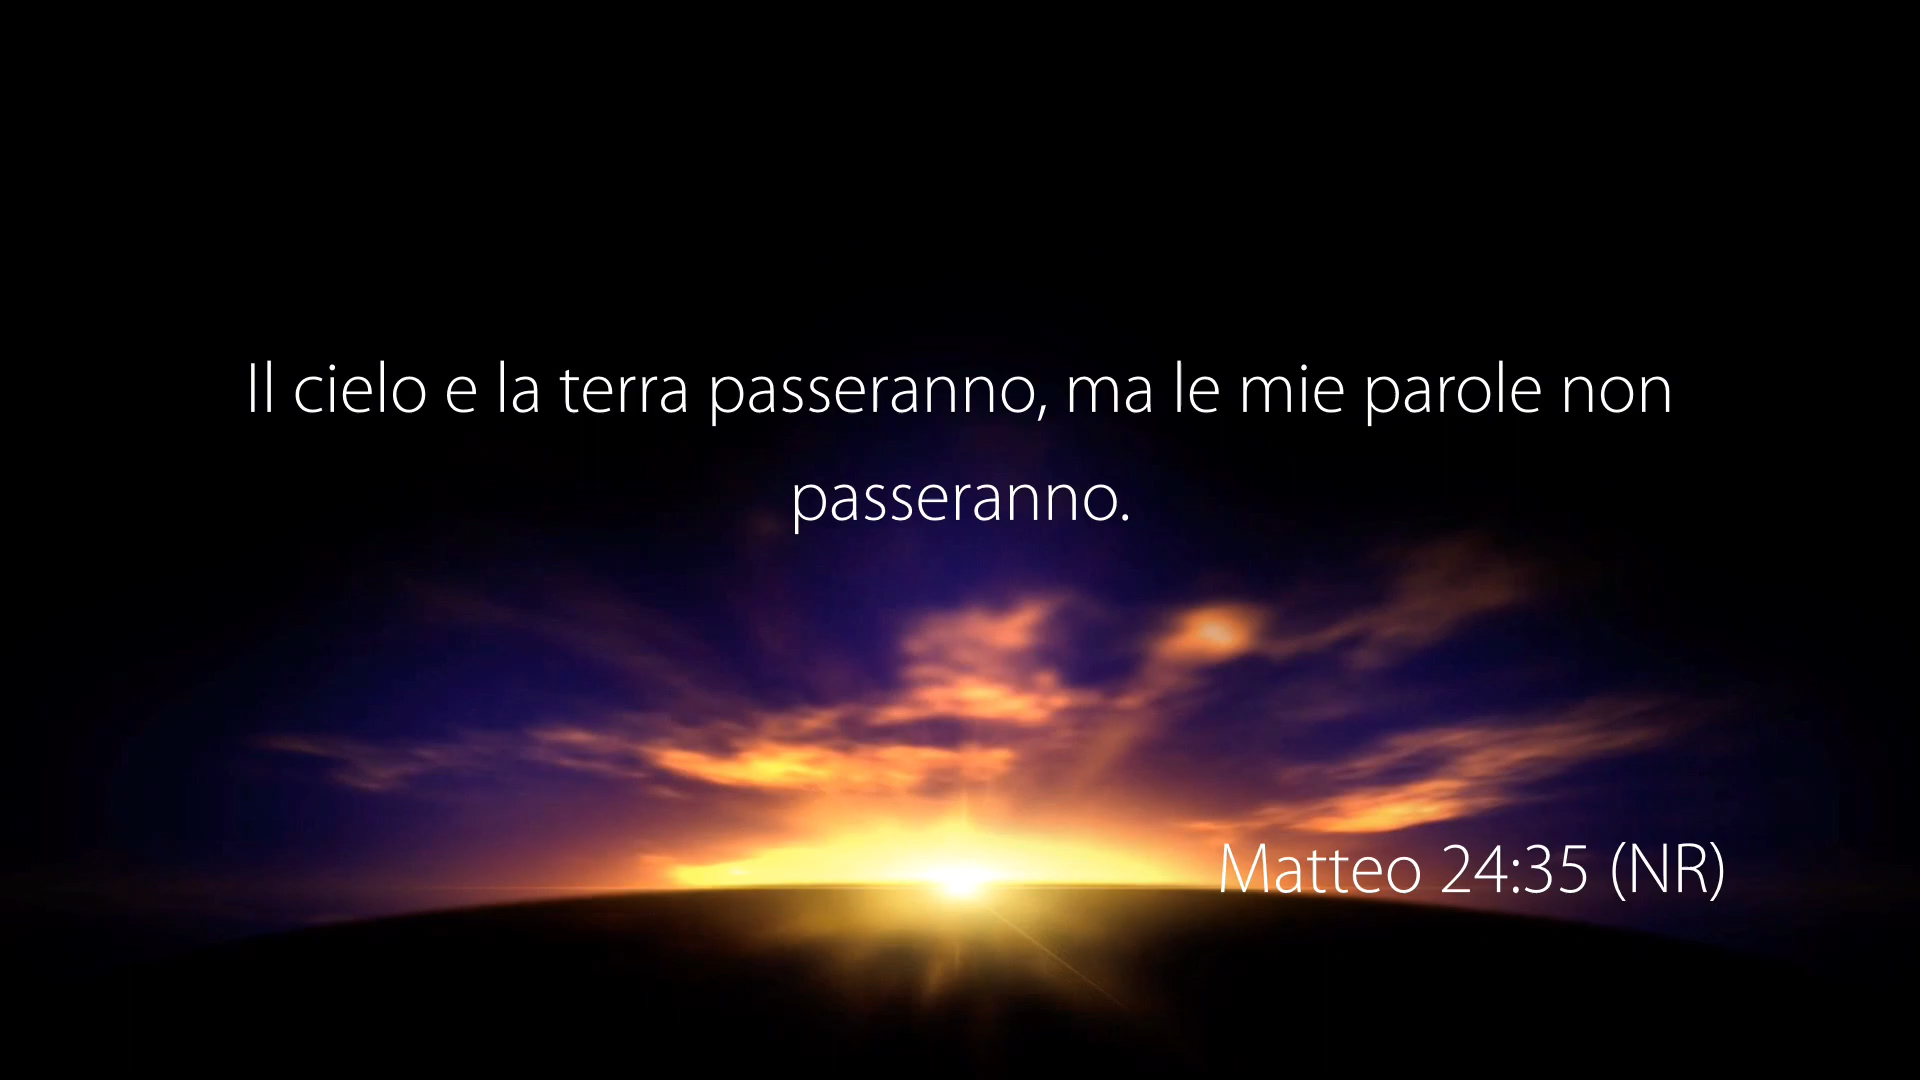 Il cielo e la terra passeranno, ma le mie parole non
passeranno.
Matteo 24:35 (NR)